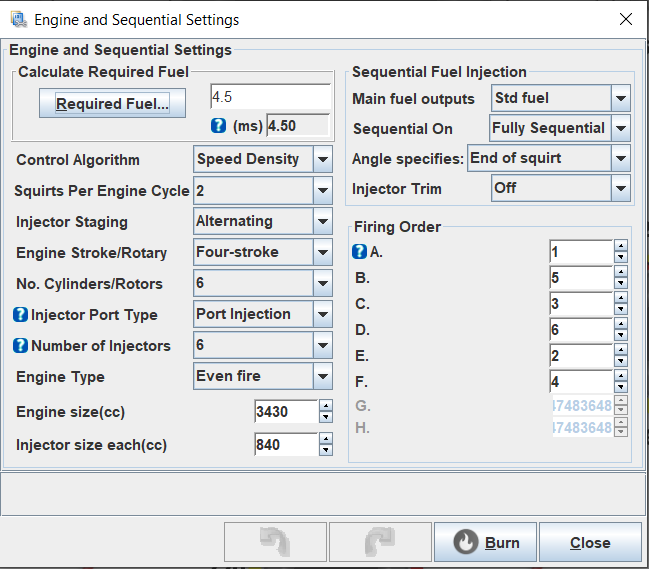 Engine and Sequential Settings
Engine and Sequential Settings
Calculate Required Fuel
Required Fuel...
4.5
(ms) 4.50
Control Algorithm Speed Density
Squirts Per Engine Cycle 2
Injector Staging Alternating
Engine Stroke/Rotary Four-stroke
No. Cylinders/Rotors 6
Injector Port Type Port Injection
Number of Injectors 6
Engine Type Even fire
Engine size(cc) 3430
Injector size each(cc) 840
Sequential Fuel Injection
Main fuel outputs Std fuel
Sequential On Fully Sequential
Angle specifies: End of squirt
Injector Trim Off
Firing Order
A. 1
B. 5
C. 3
D. 6
E. 2
F. 4
G. 47483648
H. 47483648
Burn
Close